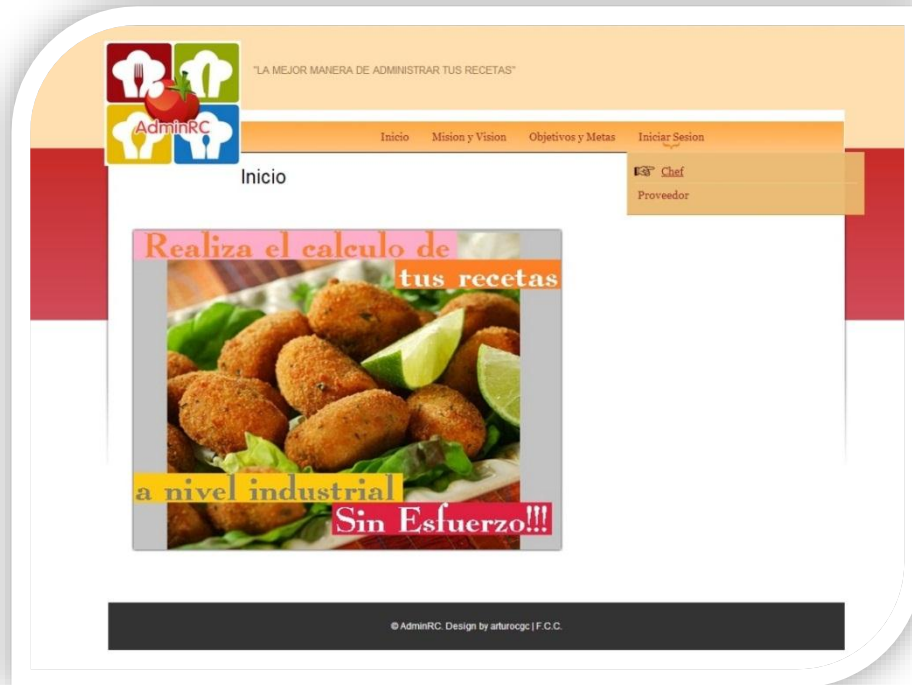 "LA MEJOR MANERA DE ADMINISTRAR TUS RECETAS"
AdminRC
Inicio Mision y Vision Objetivos y Metas Iniciar Sesion
Chef
Proveedor
Inicio
Realiza el calculo de
tus recetas
a nivel industrial
Sin Esfuerzo!!!
© AdminRC. Design by arturocgc | F.C.C.